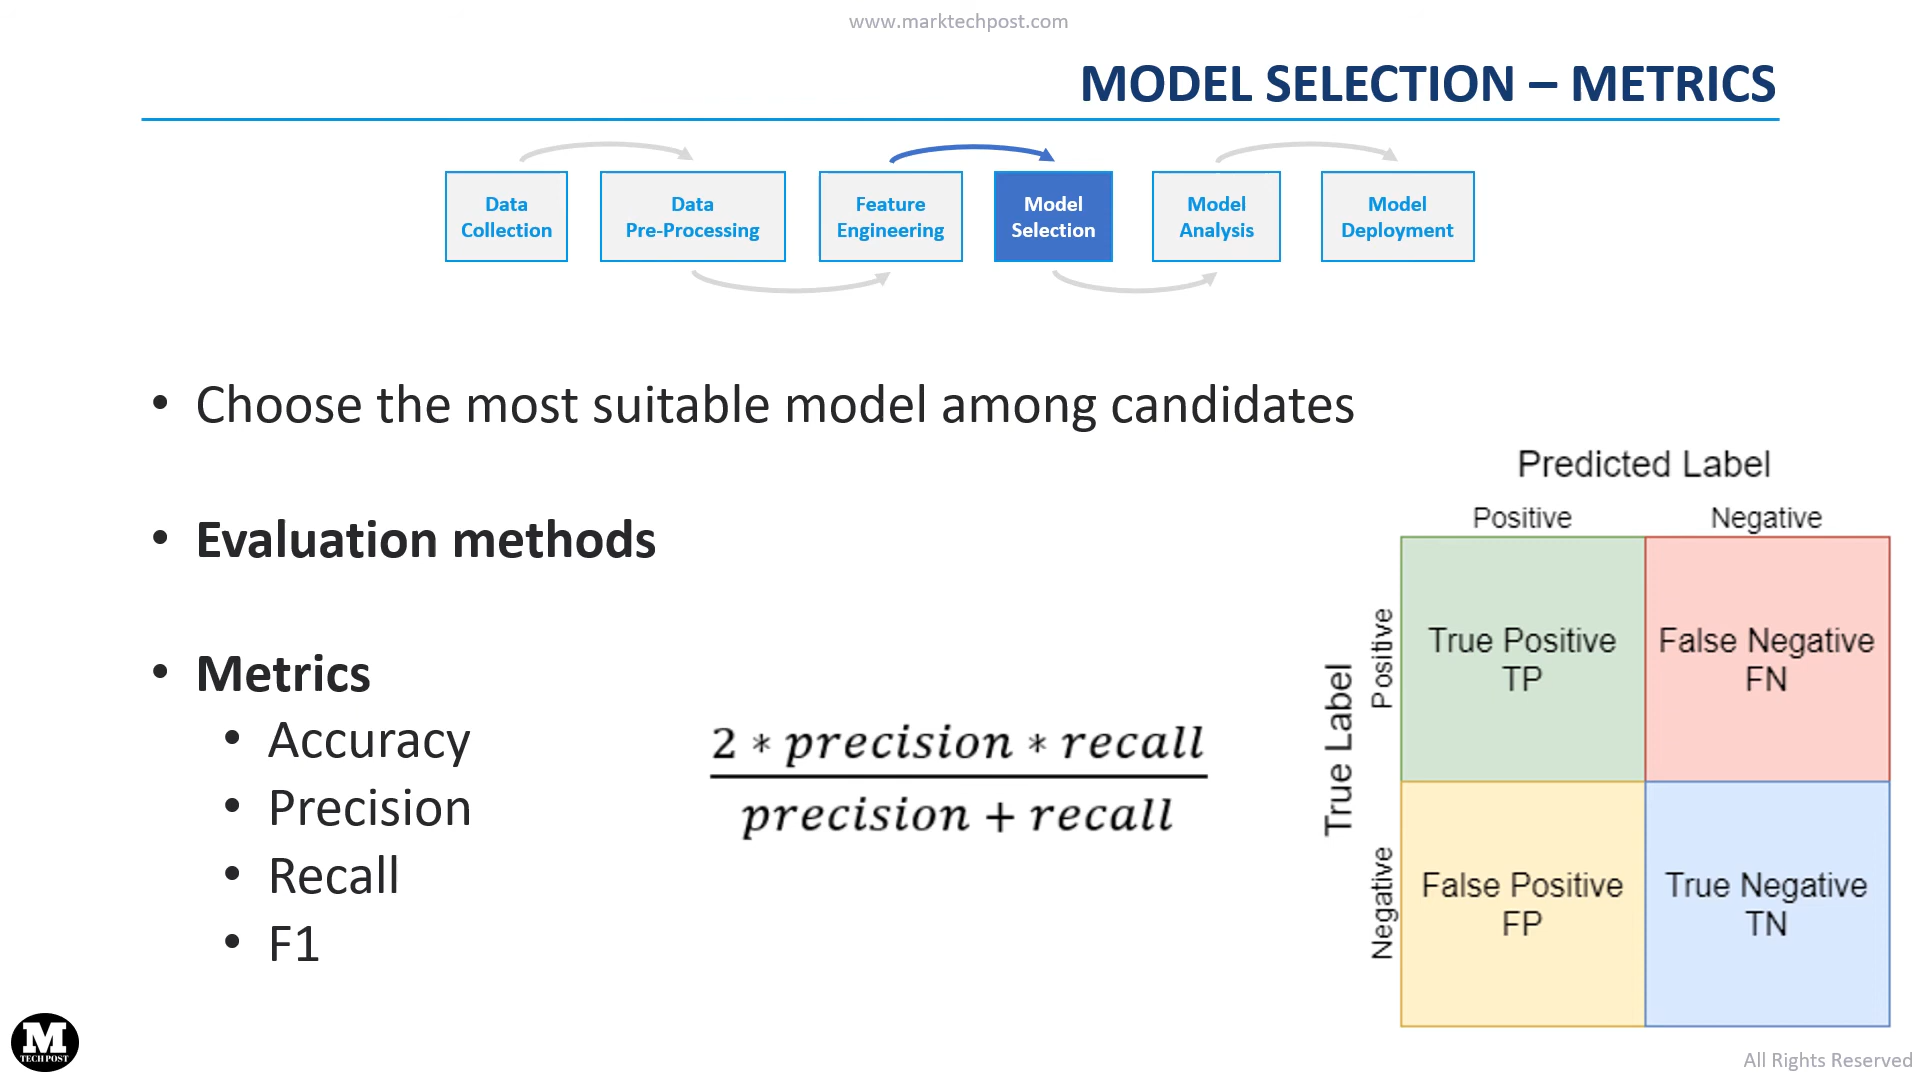 www.marktechpost.com
MODEL SELECTION – METRICS
Data
Collection
Data
Pre-Processing
Feature
Engineering
Model
Selection
Model
Analysis
Model
Deployment
• Choose the most suitable model among candidates
• Evaluation methods
• Metrics
• Accuracy
• Precision
• Recall
• F1
2 ∗ precision ∗ recall
precision + recall
Predicted Label
Positive
Negative
True Label
Positive
Negative
True Positive
TP
False Negative
FN
False Positive
FP
True Negative
TN
M
TECH POST
All Rights Reserved